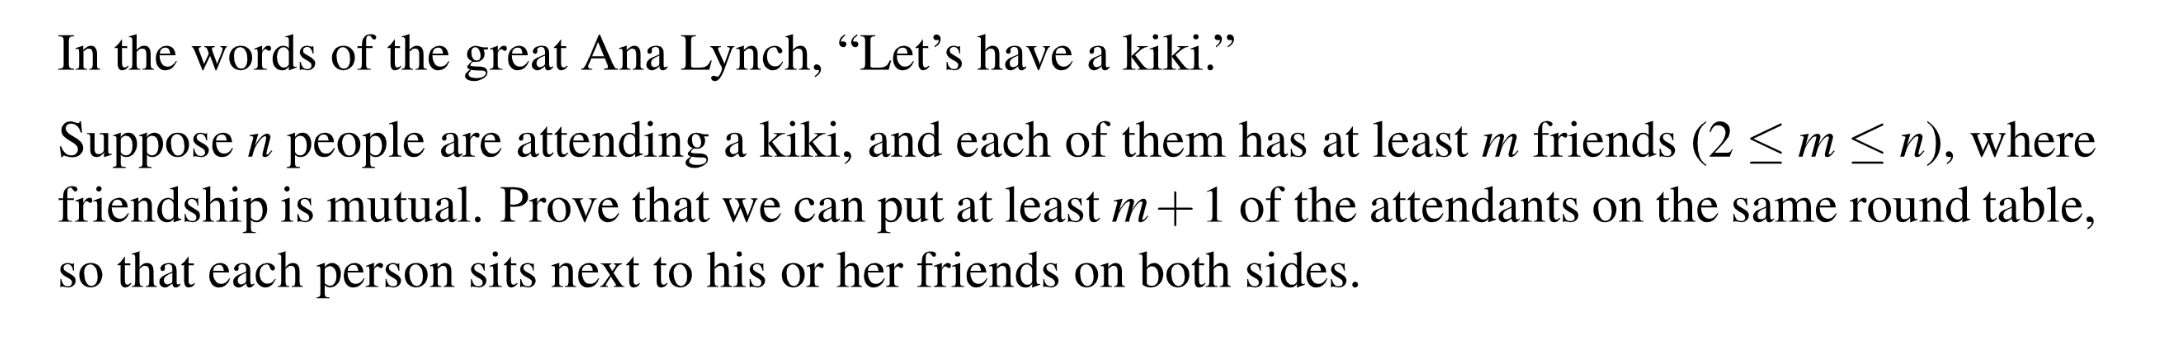 In the words of the great Ana Lynch, “Let’s have a kiki.”
Suppose n people are attending a kiki, and each of them has at least m friends (2 ≤ m ≤ n), where
friendship is mutual. Prove that we can put at least m+1 of the attendants on the same round table,
so that each person sits next to his or her friends on both sides.